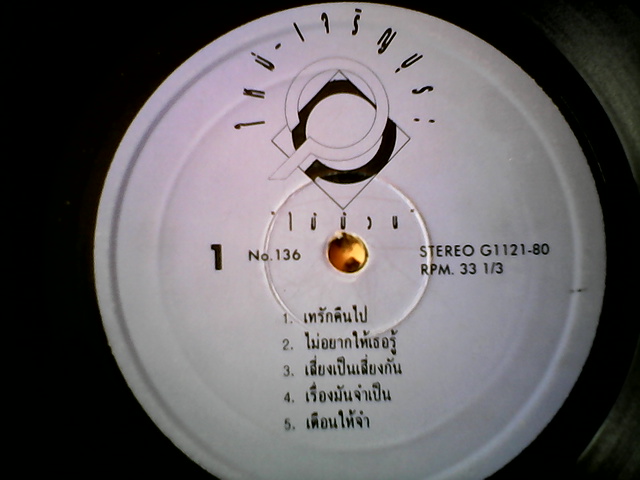 ใหม่-เจริญปุระ
ไม้ม้วน
1
No.136
STEREO G1121-80
RPM. 33 1/3
1. เทรักคืนไป
2. ไม่อยากให้เธอรู้
3. เสี่ยงเป็นเสี่ยงกัน
4. เรื่องมันจำเป็น
5. เตือนให้จำ